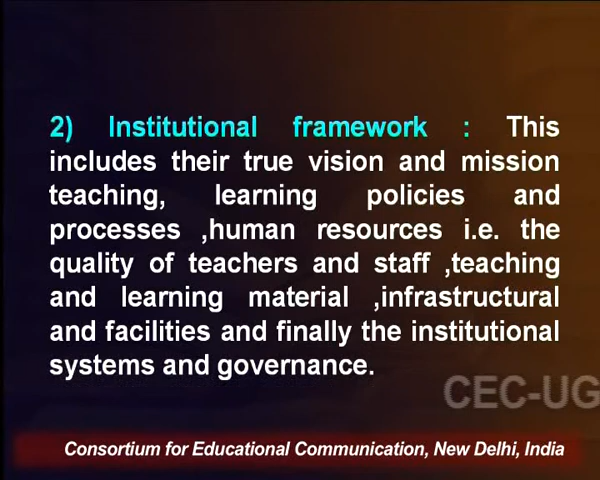 2) Institutional framework : This
includes their true vision and mission
teaching, learning policies and
processes ,human resources i.e. the
quality of teachers and staff ,teaching
and learning material ,infrastructural
and facilities and finally the institutional
systems and governance.
CEC-UG
Consortium for Educational Communication, New Delhi, India